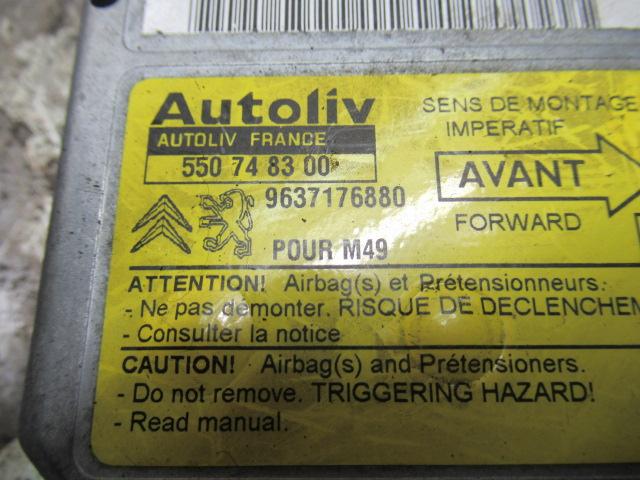 Autoliv
AUTOLIV FRANCE
550 74 83 00
9637176880
POUR M49
SENS DE MONTAGE
IMPERATIF
AVANT
FORWARD
ATTENTION! Airbag(s) et Prétensionneurs.
- Ne pas démonter. RISQUE DE DECLENCHEM
- Consulter la notice
CAUTION! Airbag(s) and Prétensioners.
- Do not remove. TRIGGERING HAZARD!
- Read manual.